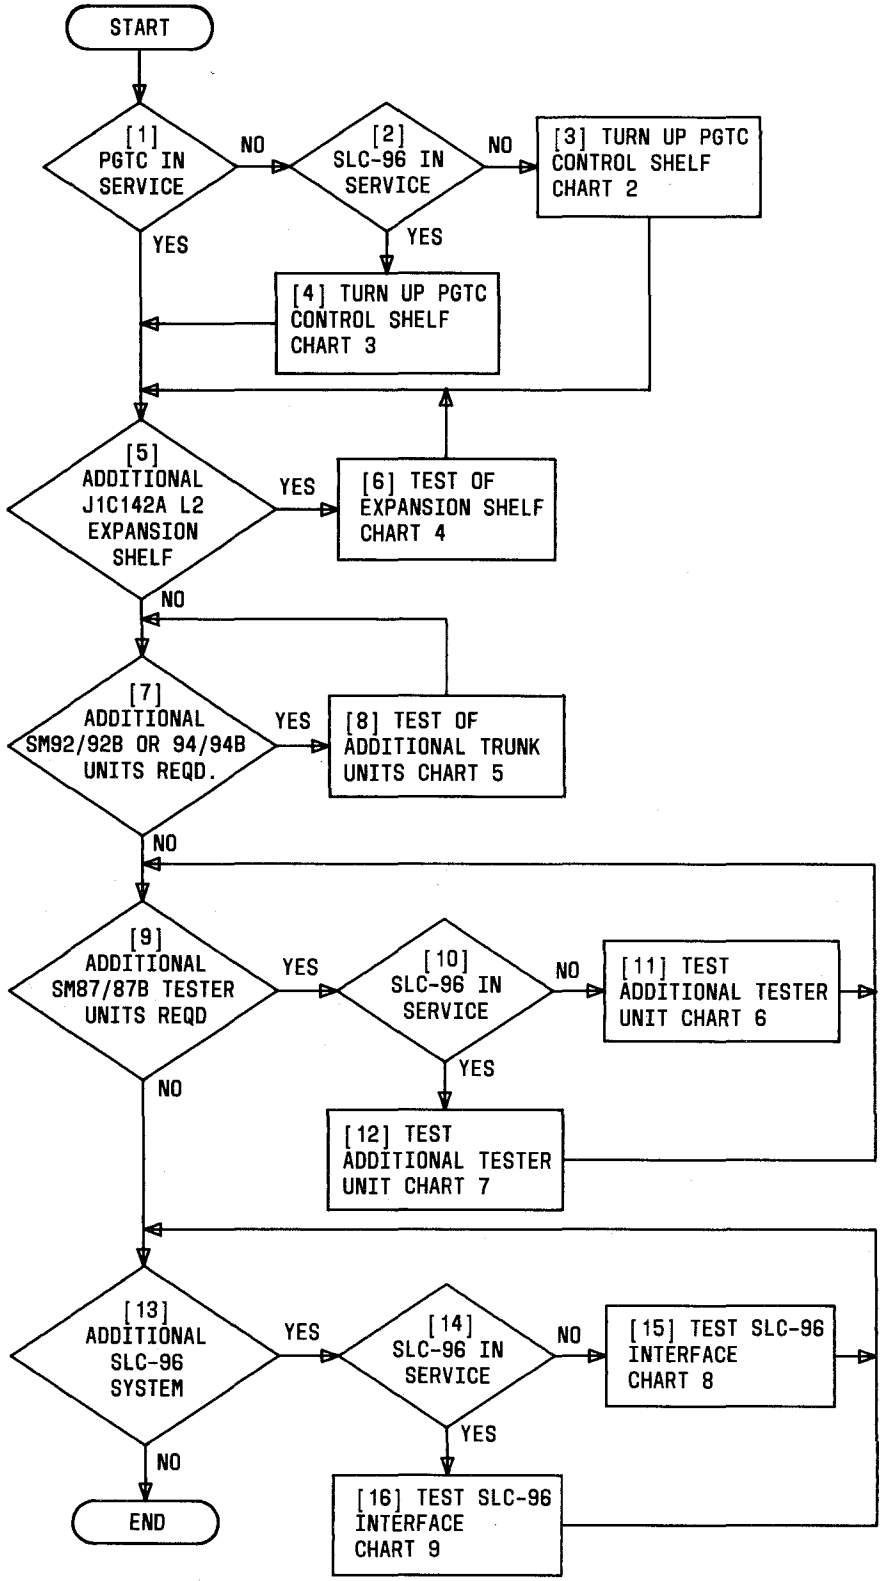 START
[1]
PGTC IN
SERVICE
NO
YES
[2]
SLC-96 IN
SERVICE
NO
YES
[3] TURN UP PGTC
CONTROL SHELF
CHART 2
[4] TURN UP PGTC
CONTROL SHELF
CHART 3
[5]
ADDITIONAL
J1C142A L2
EXPANSION
SHELF
YES
NO
[6] TEST OF
EXPANSION SHELF
CHART 4
[7]
ADDITIONAL
SM92/92B OR 94/94B
UNITS REQD.
YES
NO
[8] TEST OF
ADDITIONAL TRUNK
UNITS CHART 5
[9]
ADDITIONAL
SM87/87B TESTER
UNITS REQD
YES
NO
[10]
SLC-96 IN
SERVICE
NO
YES
[11] TEST
ADDITIONAL TESTER
UNIT CHART 6
[12] TEST
ADDITIONAL TESTER
UNIT CHART 7
[13]
ADDITIONAL
SLC-96
SYSTEM
YES
NO
[14]
SLC-96 IN
SERVICE
NO
YES
[15] TEST SLC-96
INTERFACE
CHART 8
[16] TEST SLC-96
INTERFACE
CHART 9
END